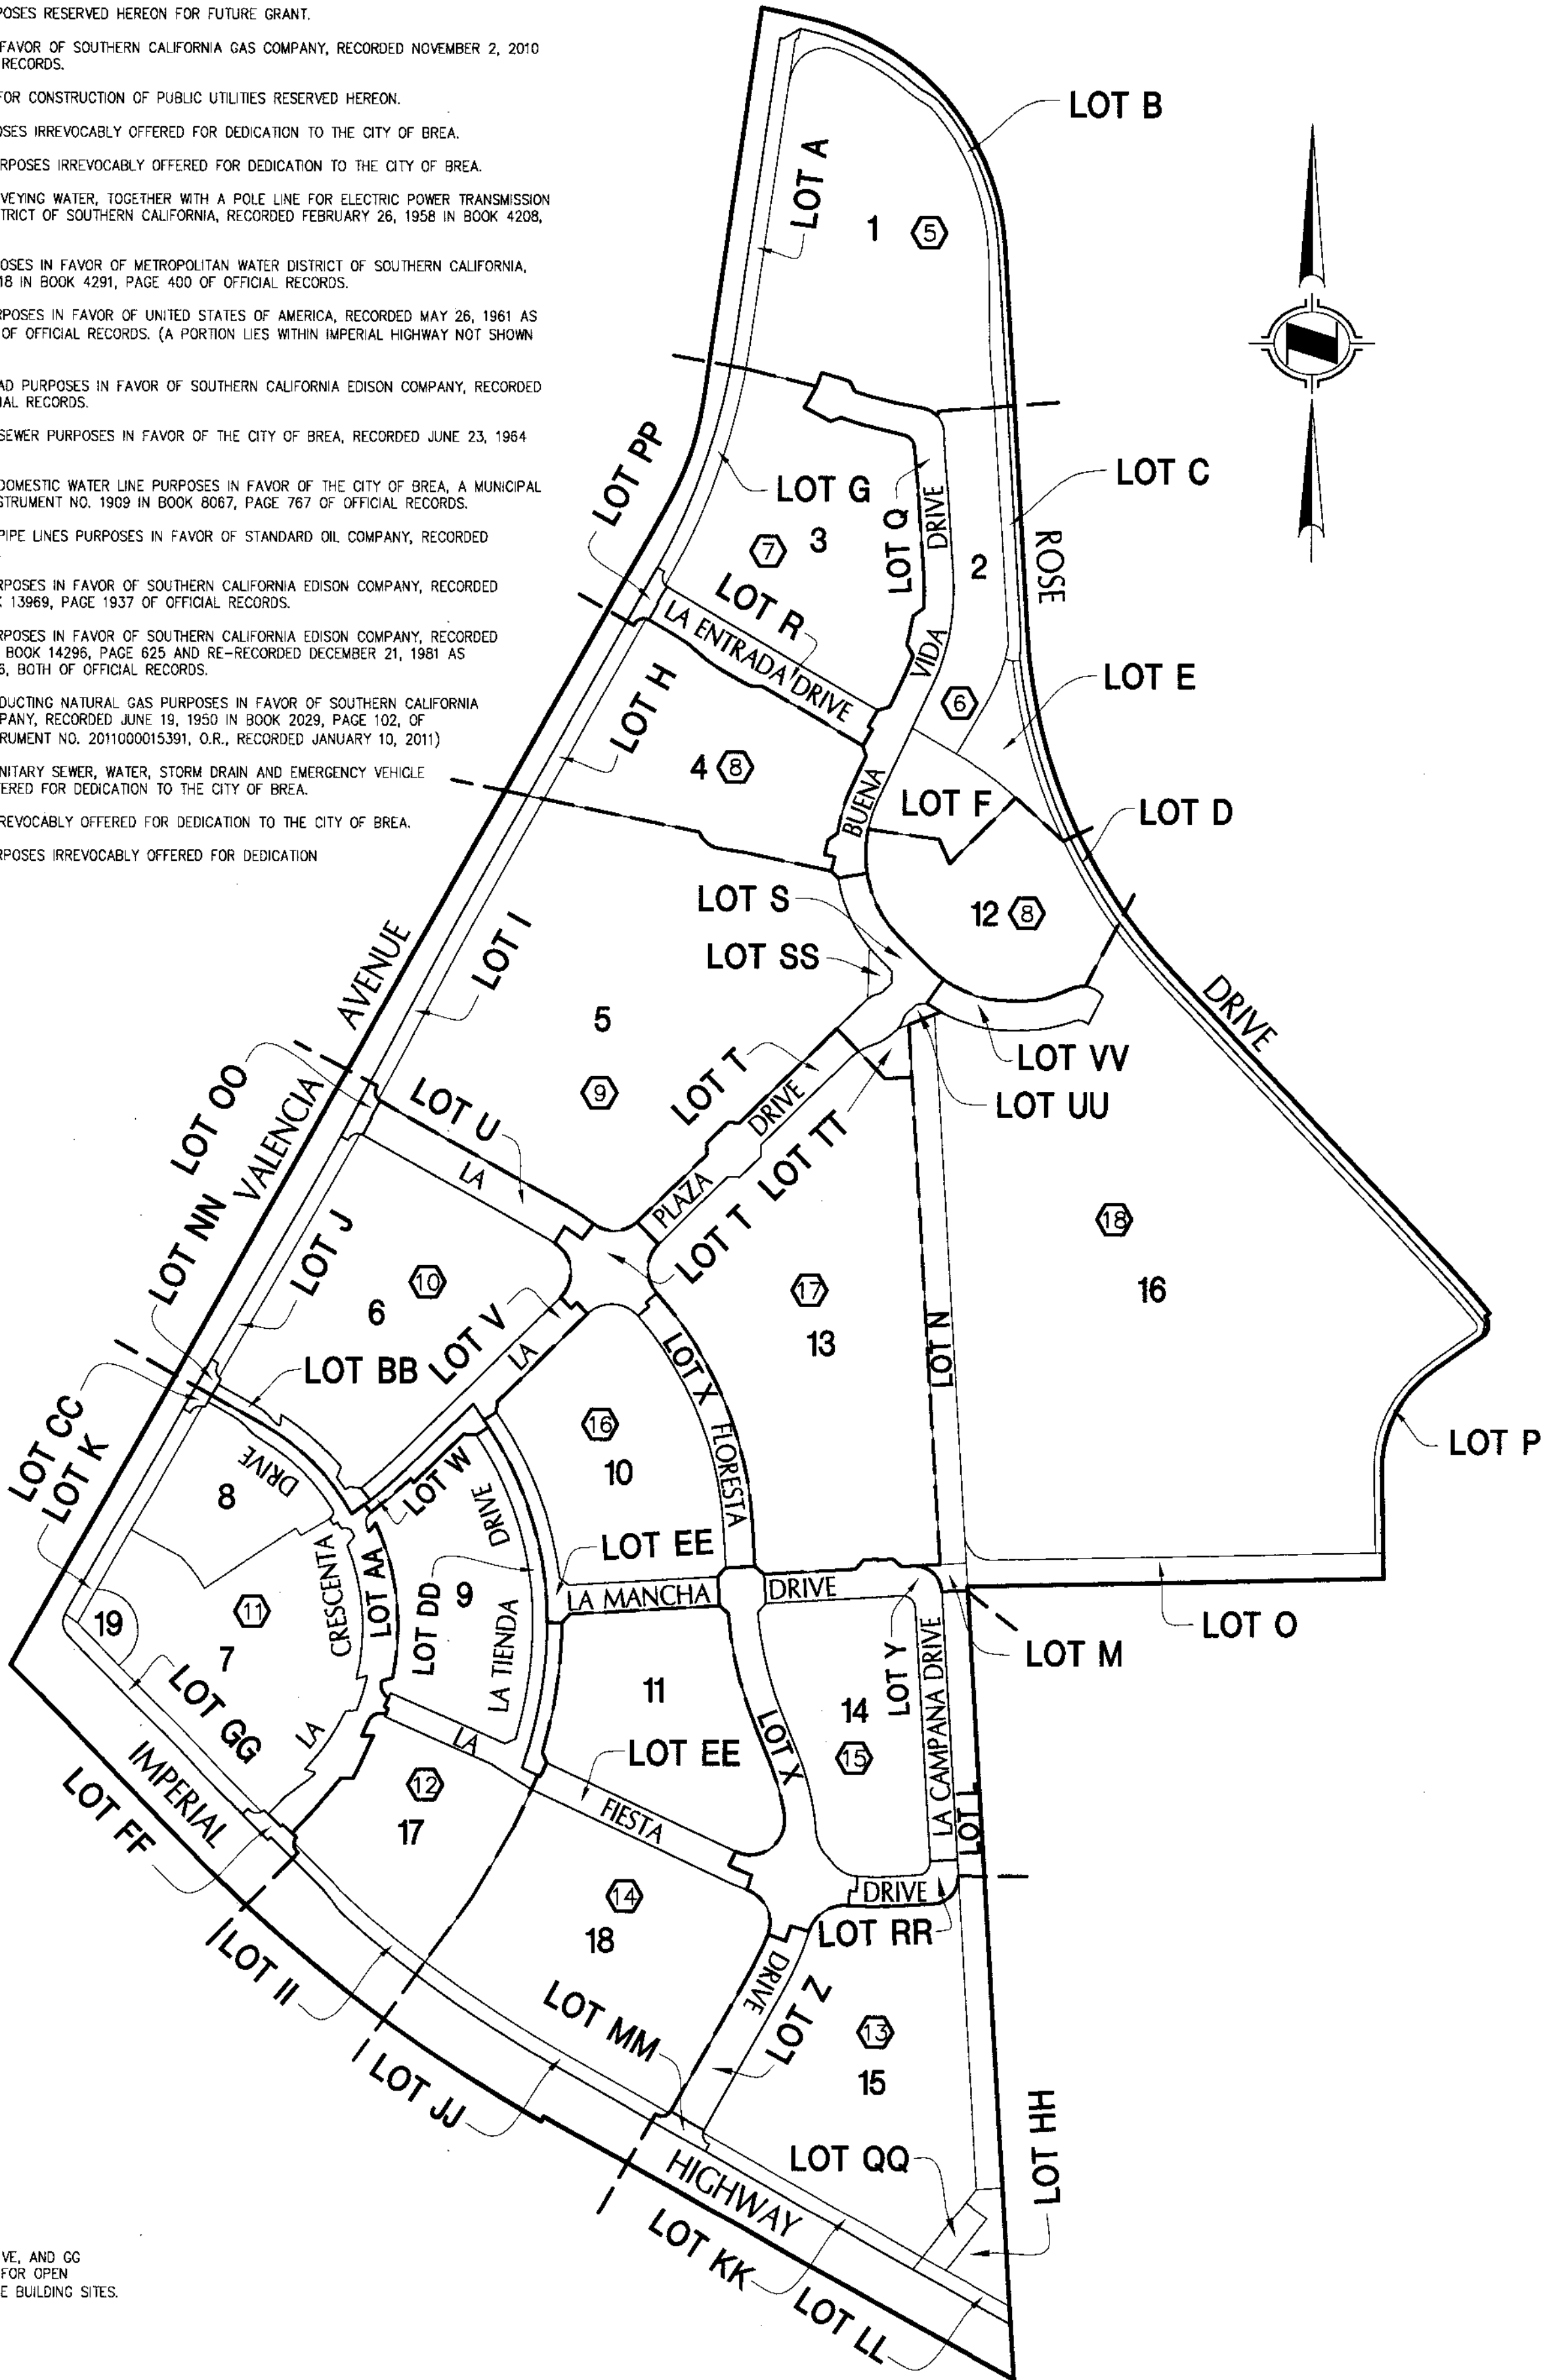 POSES RESERVED HEREON FOR FUTURE GRANT.
FAVOR OF SOUTHERN CALIFORNIA GAS COMPANY, RECORDED NOVEMBER 2, 2010
RECORDS.
FOR CONSTRUCTION OF PUBLIC UTILITIES RESERVED HEREON.
OSES IRREVOCABLY OFFERED FOR DEDICATION TO THE CITY OF BREA.
RPOSES IRREVOCABLY OFFERED FOR DEDICATION TO THE CITY OF BREA.
VEYING WATER, TOGETHER WITH A POLE LINE FOR ELECTRIC POWER TRANSMISSION
TRICT OF SOUTHERN CALIFORNIA, RECORDED FEBRUARY 26, 1958 IN BOOK 4208,
OSES IN FAVOR OF METROPOLITAN WATER DISTRICT OF SOUTHERN CALIFORNIA,
18 IN BOOK 4291, PAGE 400 OF OFFICIAL RECORDS.
RPOSES IN FAVOR OF UNITED STATES OF AMERICA, RECORDED MAY 26, 1961 AS
OF OFFICIAL RECORDS. (A PORTION LIES WITHIN IMPERIAL HIGHWAY NOT SHOWN
AD PURPOSES IN FAVOR OF SOUTHERN CALIFORNIA EDISON COMPANY, RECORDED
IAL RECORDS.
SEWER PURPOSES IN FAVOR OF THE CITY OF BREA, RECORDED JUNE 23, 1964
DOMESTIC WATER LINE PURPOSES IN FAVOR OF THE CITY OF BREA, A MUNICIPAL
STRUMENT NO. 1909 IN BOOK 8067, PAGE 767 OF OFFICIAL RECORDS.
PIPE LINES PURPOSES IN FAVOR OF STANDARD OIL COMPANY, RECORDED
RPOSES IN FAVOR OF SOUTHERN CALIFORNIA EDISON COMPANY, RECORDED
K 13969, PAGE 1937 OF OFFICIAL RECORDS.
RPOSES IN FAVOR OF SOUTHERN CALIFORNIA EDISON COMPANY, RECORDED
BOOK 14296, PAGE 625 AND RE-RECORDED DECEMBER 21, 1981 AS
6, BOTH OF OFFICIAL RECORDS.
DUCTING NATURAL GAS PURPOSES IN FAVOR OF SOUTHERN CALIFORNIA
PANY, RECORDED JUNE 19, 1950 IN BOOK 2029, PAGE 102, OF
RUMENT NO. 2011000015391, O.R., RECORDED JANUARY 10, 2011)
NITARY SEWER, WATER, STORM DRAIN AND EMERGENCY VEHICLE
ERED FOR DEDICATION TO THE CITY OF BREA.
REVOCABLY OFFERED FOR DEDICATION TO THE CITY OF BREA.
RPOSES IRREVOCABLY OFFERED FOR DEDICATION
LOT B
LOT A
1 5
LOT PP
LOT G
LOT Q
DRIVE
LOT C
ROSE
7 3
2
LOT R
LA ENTRADA DRIVE
VIDA
6
LOT E
LOT H
4 8
BUENA
LOT F
LOT D
LOT S
12 8
LOT SS
LOT I
AVENUE
5
DRIVE
LOT VV
LOT UU
9
LOT T
DRIVE
LOT TT
LOT OO
LOT U
VALENCIA
LA
PLAZA
LOT T
LOT NN
LOT J
18
16
10
6
17
13
LOT N
LOT V
LA
LOT BB
LOT X
FLORESTA
LOT CC
LOT K
16
10
LOT P
DRIVE
8
LOT W
DRIVE
LOT EE
CRESCENTA
LOT AA
LOT DD
9
LA MANCHA DRIVE
LA TIENDA
19
11
7
LOT O
LOT M
LOT Y
LA CAMPANA DRIVE
11
14
15
LOT X
LOT GG
LA
LA
LOT EE
FIESTA
LOT L
IMPERIAL
LOT FF
12
17
14
18
DRIVE
LOT RR
LOT II
DRIVE
LOT Z
LOT MM
13
15
LOT JJ
LOT HH
LOT QQ
HIGHWAY
LOT KK
LOT LL
VE, AND GG
FOR OPEN
E BUILDING SITES.